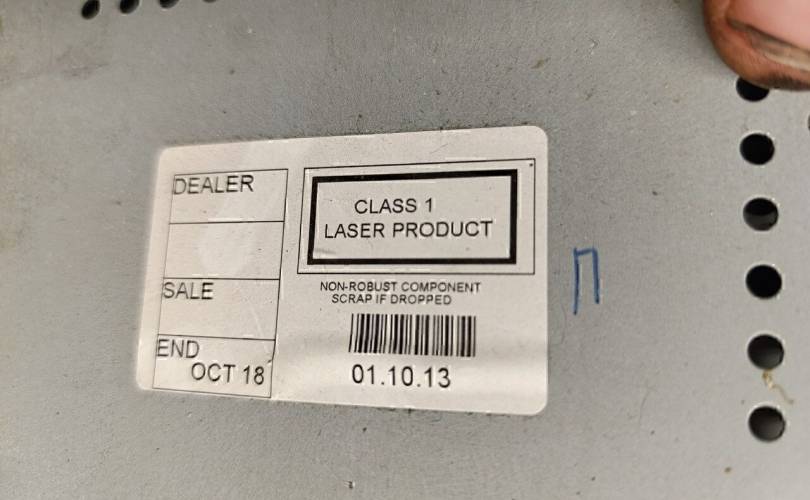 DEALER
SALE
END
OCT 18
CLASS 1
LASER PRODUCT
NON-ROBUST COMPONENT
SCRAP IF DROPPED
01.10.13